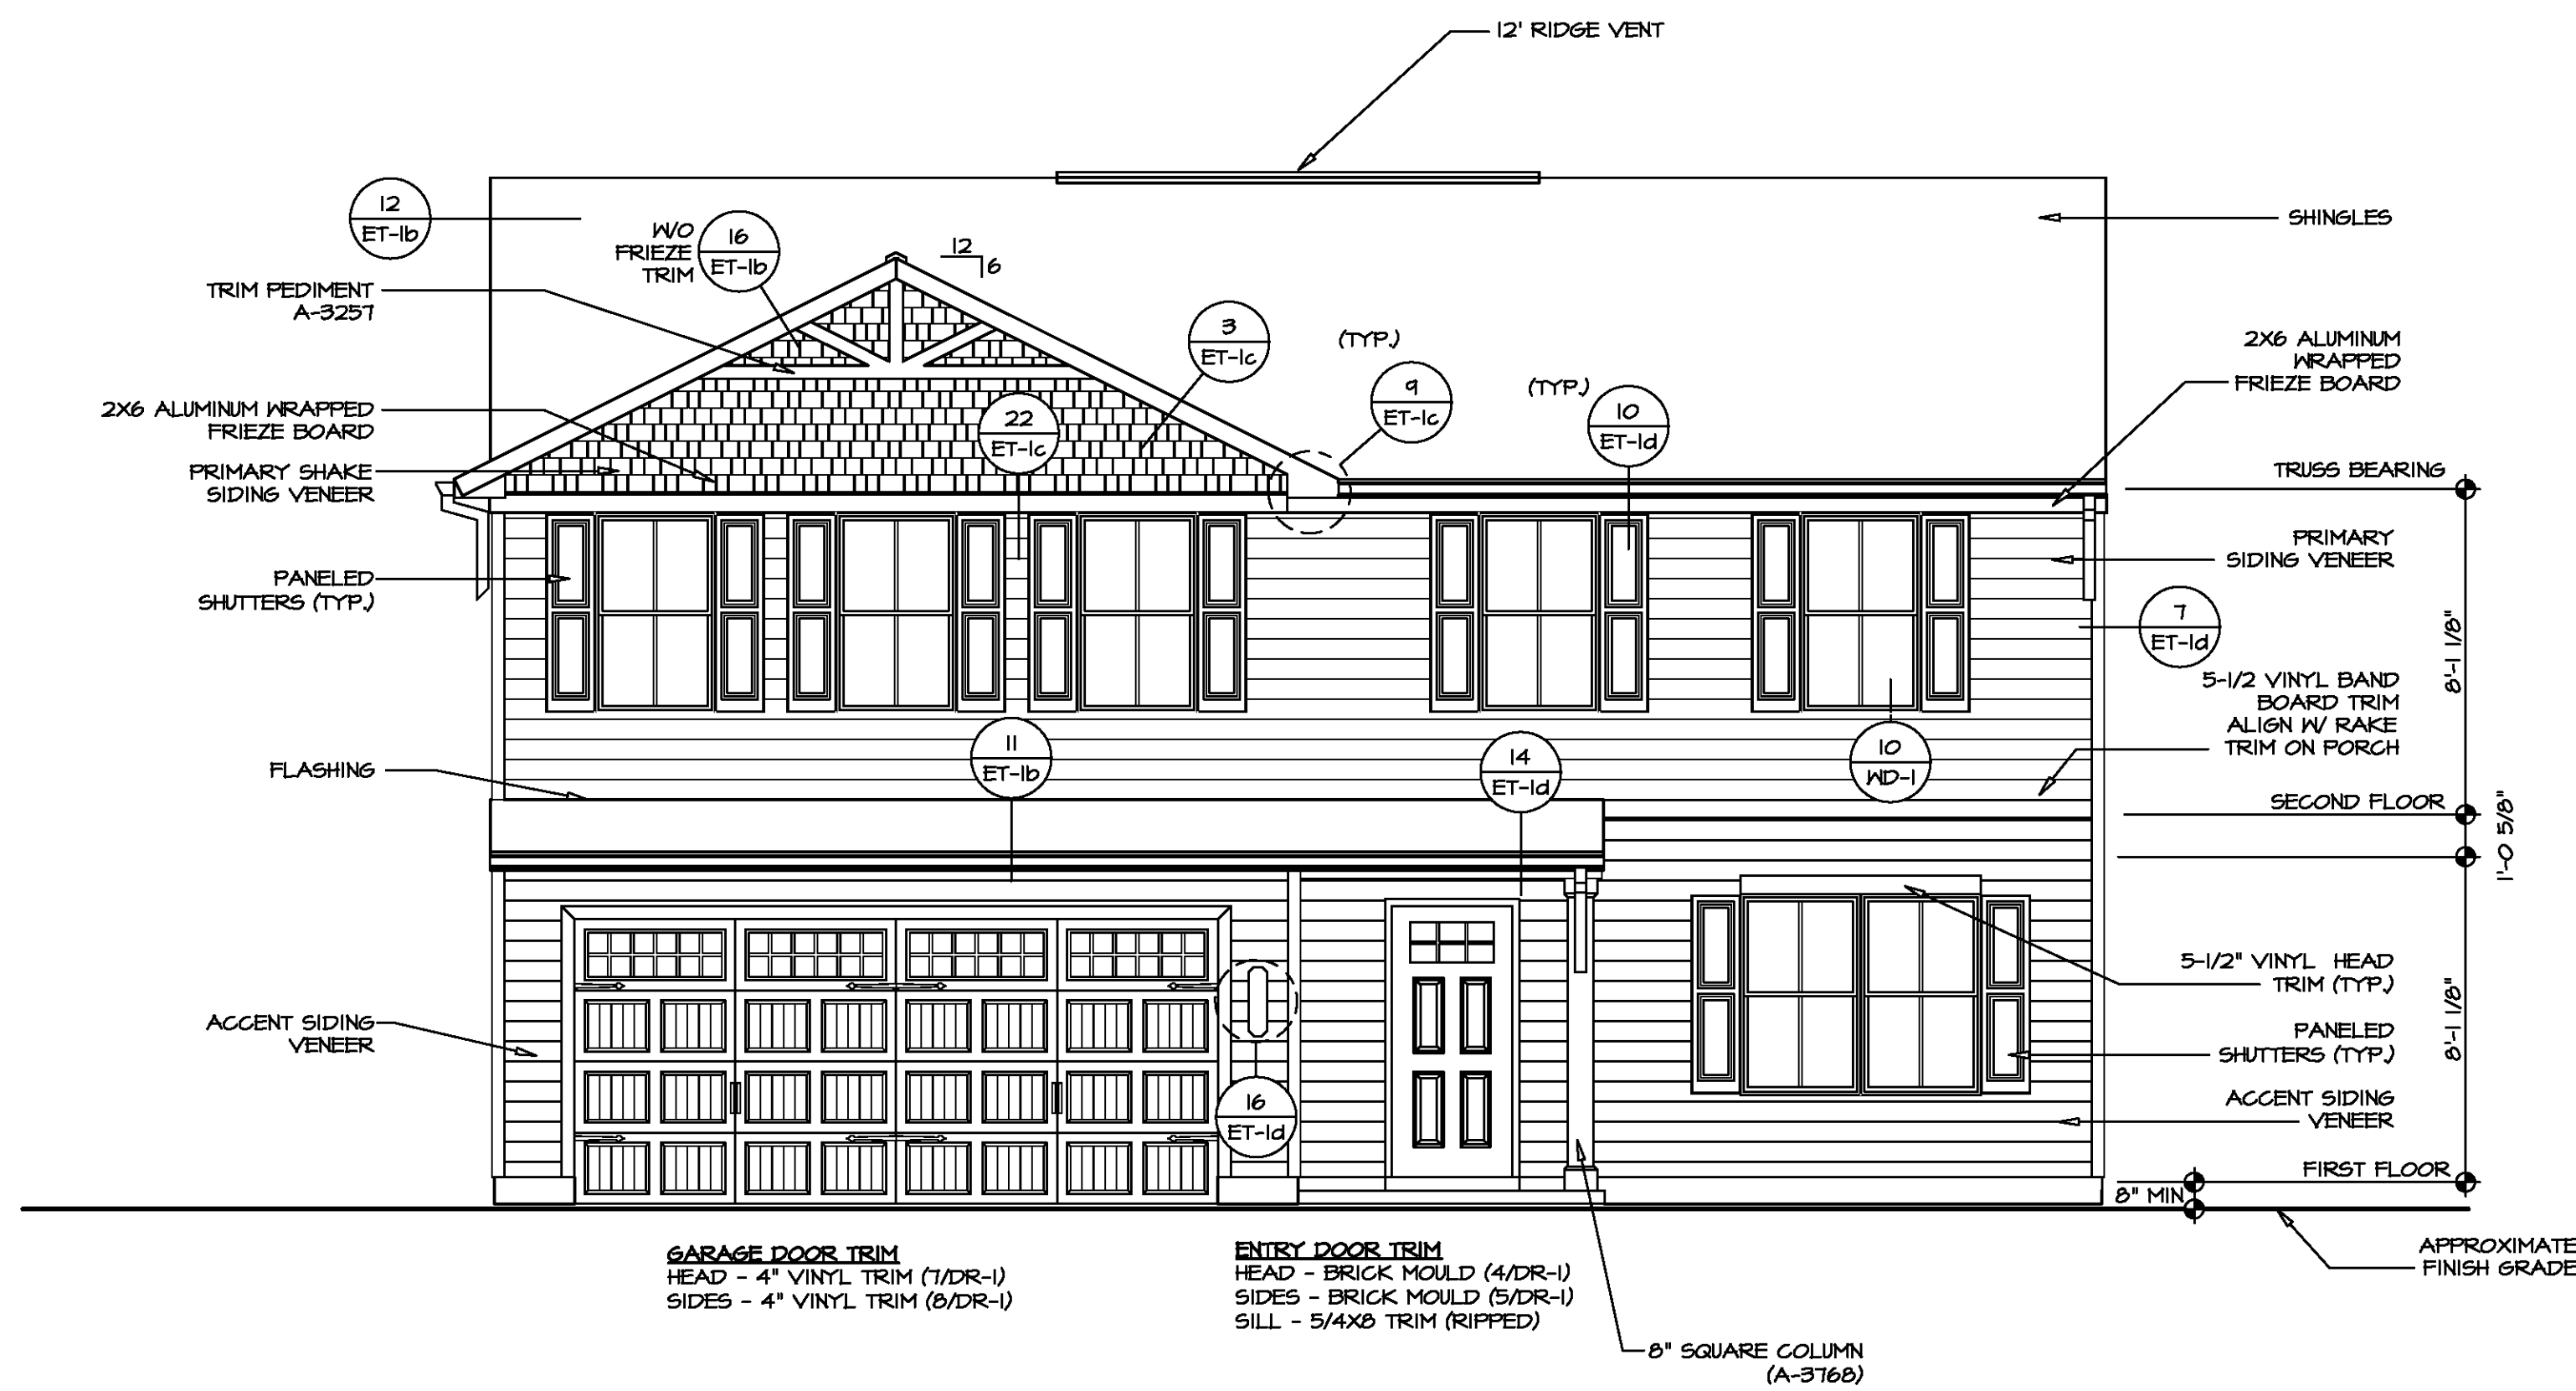 12' RIDGE VENT
12
ET-1b
W/O
FRIEZE
TRIM
16
ET-1b
12
6
SHINGLES
TRIM PEDIMENT
A-3257
3
ET-1c
(TYP.)
9
ET-1c
(TYP.)
10
ET-1d
2X6 ALUMINUM
WRAPPED
FRIEZE BOARD
2X6 ALUMINUM WRAPPED
FRIEZE BOARD
22
ET-1c
PRIMARY SHAKE
SIDING VENEER
TRUSS BEARING
PRIMARY
SIDING VENEER
PANELED
SHUTTERS (TYP.)
7
ET-1d
8'-1 1/8"
5-1/2 VINYL BAND
BOARD TRIM
ALIGN W/ RAKE
TRIM ON PORCH
FLASHING
11
ET-1b
14
ET-1d
10
WD-1
SECOND FLOOR
1'-0 5/8"
5-1/2" VINYL HEAD
TRIM (TYP.)
ACCENT SIDING
VENEER
PANELED
SHUTTERS (TYP.)
8'-1 1/8"
16
ET-1d
ACCENT SIDING
VENEER
FIRST FLOOR
8" MIN
APPROXIMATE
FINISH GRADE
GARAGE DOOR TRIM
HEAD - 4" VINYL TRIM (7/DR-1)
SIDES - 4" VINYL TRIM (8/DR-1)
ENTRY DOOR TRIM
HEAD - BRICK MOULD (4/DR-1)
SIDES - BRICK MOULD (5/DR-1)
SILL - 5/4X8 TRIM (RIPPED)
8" SQUARE COLUMN
(A-3768)